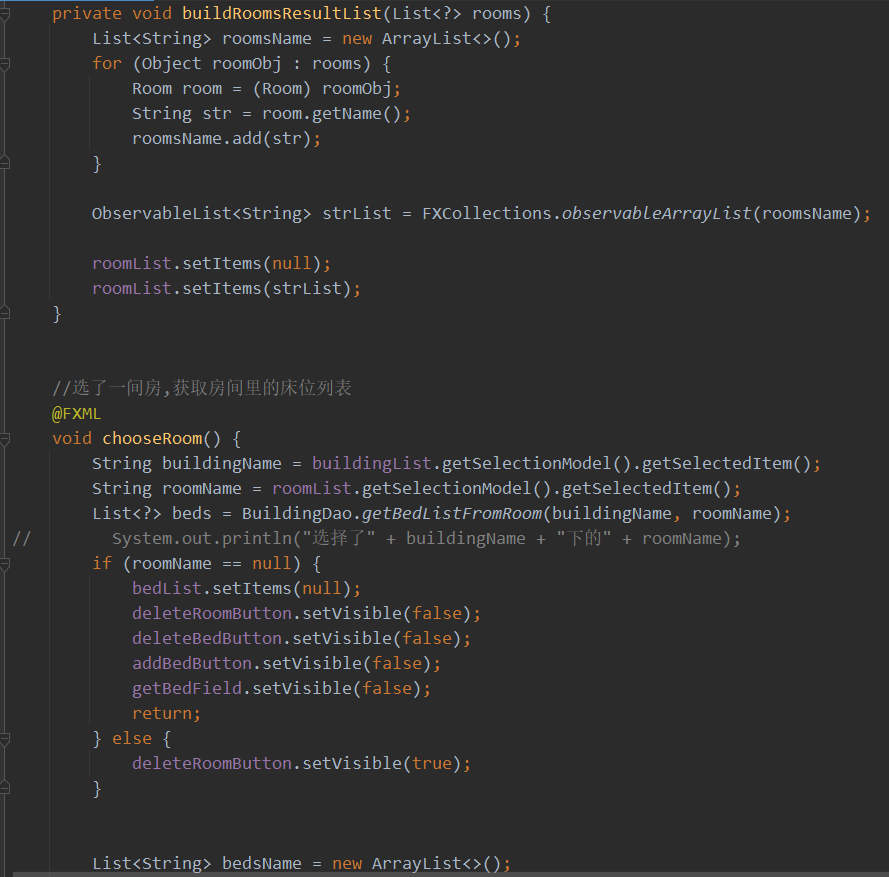 private void buildRoomsResultList(List<?> rooms) {
List<String> roomsName = new ArrayList<>();
for (Object roomObj : rooms) {
Room room = (Room) roomObj;
String str = room.getName();
roomsName.add(str);
}
ObservableList<String> strList = FXCollections.observableArrayList(roomsName);
roomList.setItems(null);
roomList.setItems(strList);
}
//选了一间房,获取房间里的床位列表
@FXML
void chooseRoom() {
String buildingName = buildingList.getSelectionModel().getSelectedItem();
String roomName = roomList.getSelectionModel().getSelectedItem();
List<?> beds = BuildingDao.getBedListFromRoom(buildingName, roomName);
//        System.out.println("选择了" + buildingName + "下的" + roomName);
if (roomName == null) {
bedList.setItems(null);
deleteRoomButton.setVisible(false);
deleteBedButton.setVisible(false);
addBedButton.setVisible(false);
getBedField.setVisible(false);
return;
} else {
deleteRoomButton.setVisible(true);
}
List<String> bedsName = new ArrayList<>();